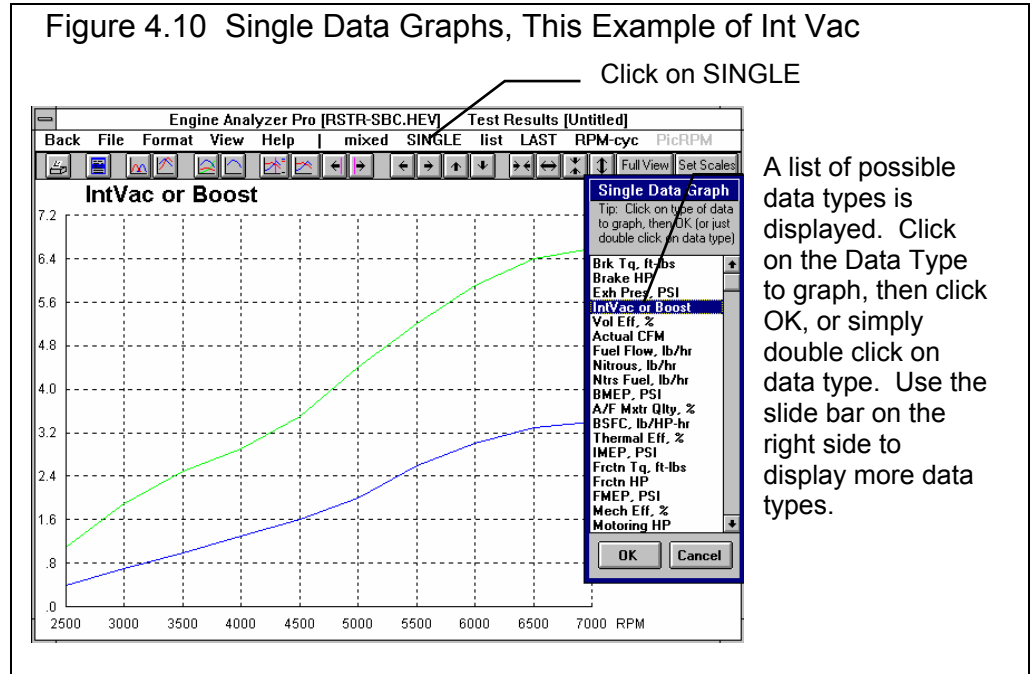 Figure 4.10 Single Data Graphs, This Example of Int Vac
Click on SINGLE
Engine Analyzer Pro [RSTR-SBC.HEV] Test Results [Untitled]
Back File Format View Help | mixed SINGLE list LAST RPM-cyc PicRPM
Full View Set Scales
IntVac or Boost
7.2
6.4
5.6
4.8
4.0
3.2
2.4
1.6
.8
.0
2500 3000 3500 4000 4500 5000 5500 6000 6500 7000 RPM
Single Data Graph
Tip: Click on type of data
to graph, then OK (or just
double click on data type)
Brk Tq, ft-lbs
Brake HP
Exh Pres, PSI
IntVac or Boost
Vol Eff, %
Actual CFM
Fuel Flow, lb/hr
Nitrous, lb/hr
Ntrs Fuel, lb/hr
BMEP, PSI
A/F Mxtr Qlty, %
BSFC, lb/HP-hr
Thermal Eff, %
IMEP, PSI
Frctn Tq, ft-lbs
Frctn HP
FMEP, PSI
Mech Eff, %
Motoring HP
OK Cancel
A list of possible
data types is
displayed. Click
on the Data Type
to graph, then click
OK, or simply
double click on
data type. Use the
slide bar on the
right side to
display more data
types.